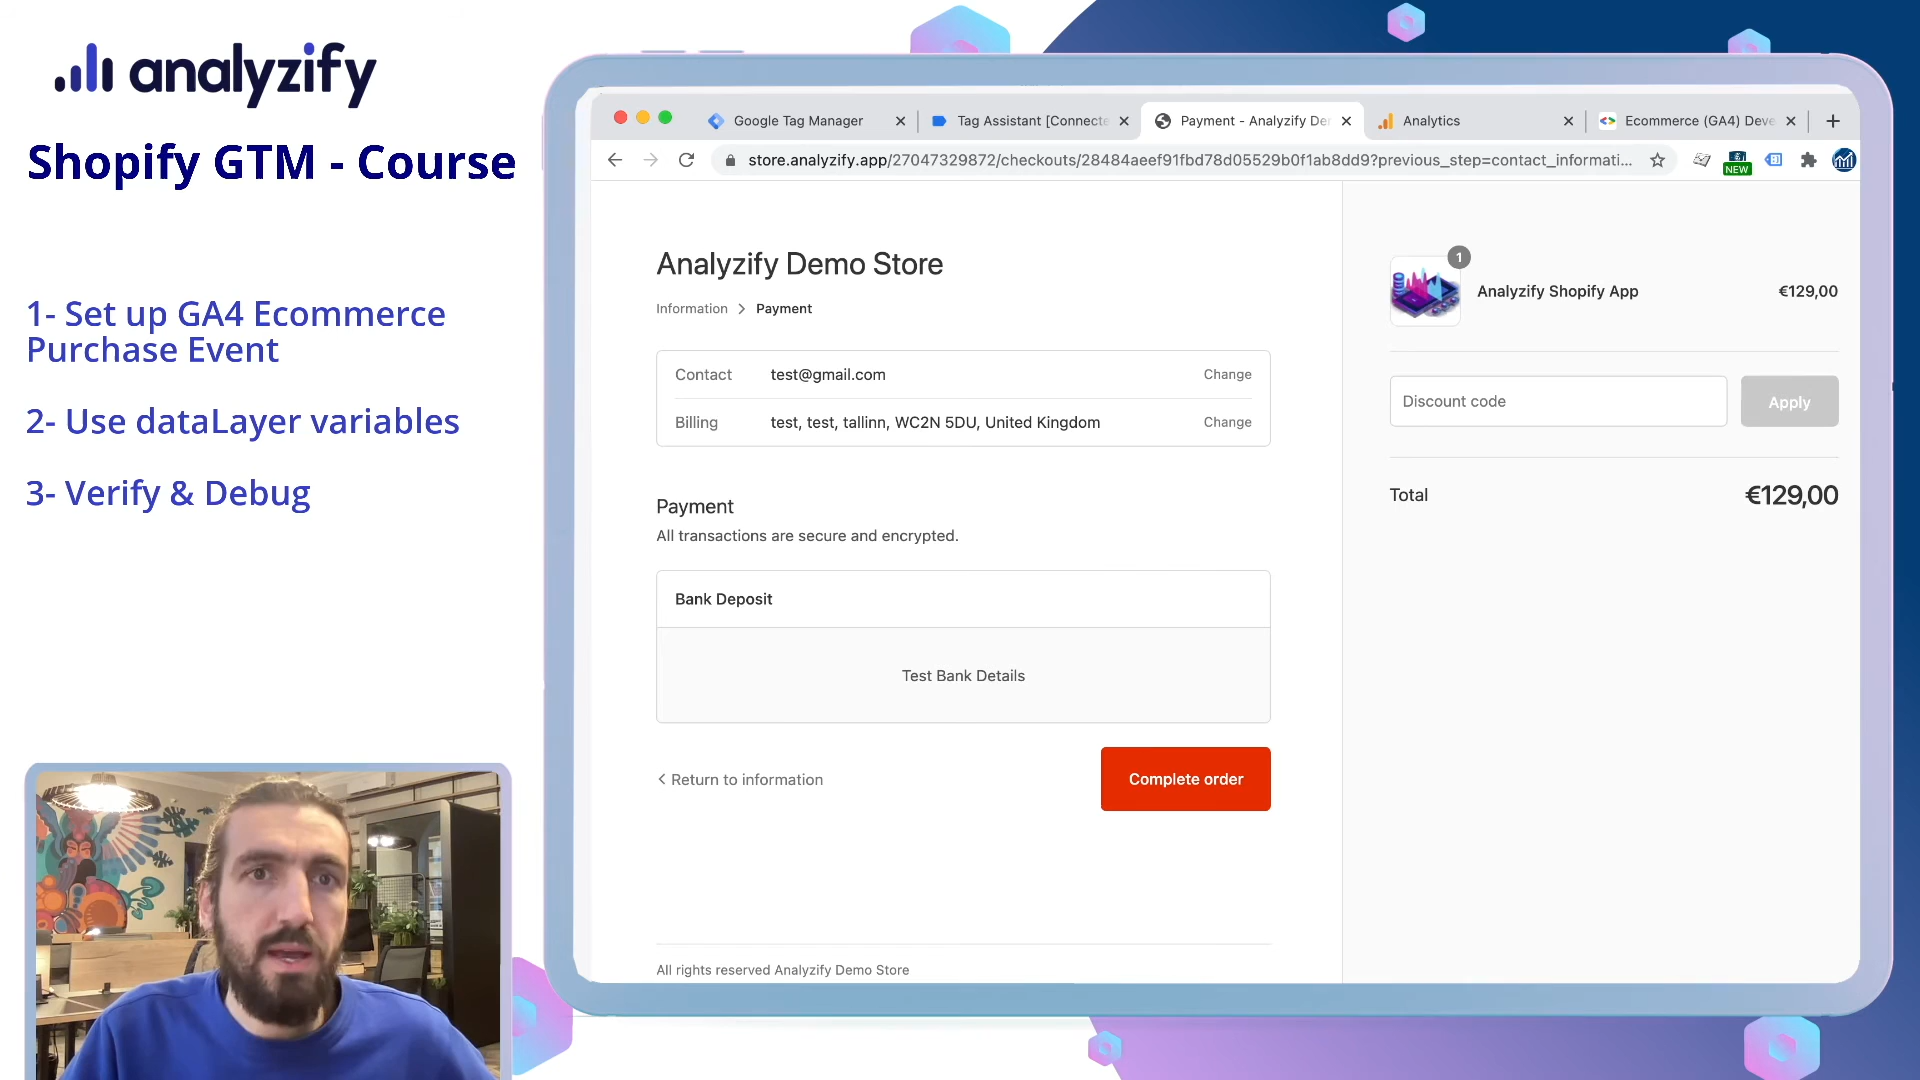 analyzify
Shopify GTM - Course
1- Set up GA4 Ecommerce
Purchase Event
2- Use dataLayer variables
3- Verify & Debug
Google Tag Manager
Tag Assistant [Connecte
Payment - Analyzify De
Analytics
Ecommerce (GA4) Deve
store.analyzify.app/27047329872/checkouts/28484aeef91fbd78d05529b0f1ab8dd9?previous_step=contact_informati...
NEW
Analyzify Demo Store
Information > Payment
Contact test@gmail.com Change
Billing test, test, tallinn, WC2N 5DU, United Kingdom Change
Payment
All transactions are secure and encrypted.
Bank Deposit
Test Bank Details
< Return to information
Complete order
All rights reserved Analyzify Demo Store
1
Analyzify Shopify App €129,00
Discount code
Apply
Total €129,00